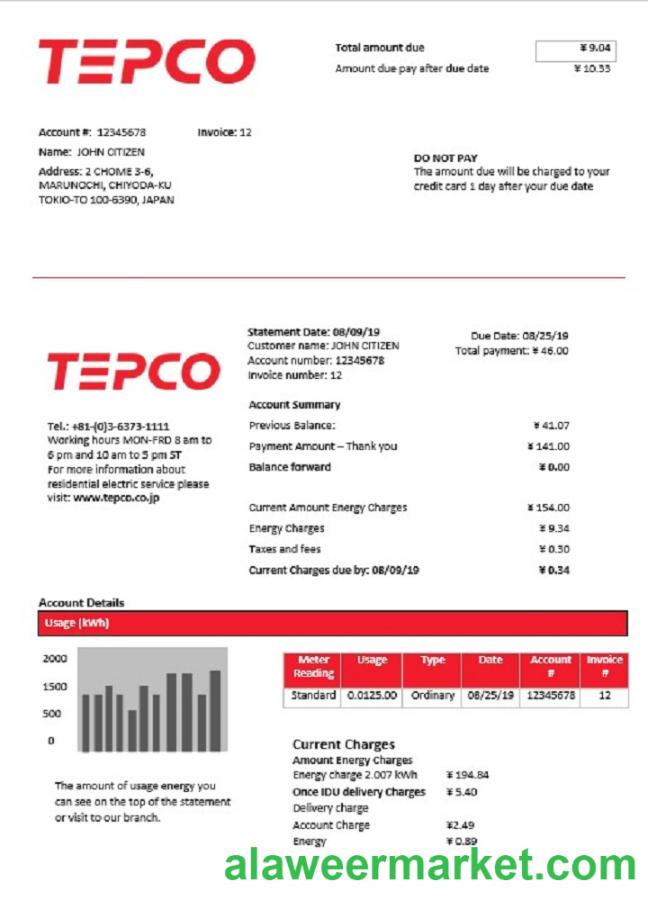 TEPCO
Total amount due ¥ 9.04
Amount due pay after due date ¥ 10.33
Account #: 12345678 Invoice: 12
Name: JOHN CITIZEN
Address: 2 CHOME 3-6,
MARUNOCHI, CHIYODA-KU
TOKIO-TO 100-6390, JAPAN
DO NOT PAY
The amount due will be charged to your
credit card 1 day after your due date
TEPCO
Tel.: +81-(0)3-6373-1111
Working hours MON-FRD 8 am to
6 pm and 10 am to 5 pm ST
For more information about
residential electric service please
visit: www.tepco.co.jp
Statement Date: 08/09/19
Customer name: JOHN CITIZEN
Account number: 12345678
Invoice number: 12
Due Date: 08/25/19
Total payment: ¥ 46.00
Account Summary
Previous Balance: ¥ 41.07
Payment Amount – Thank you ¥ 141.00
Balance forward ¥ 0.00
Current Amount Energy Charges ¥ 154.00
Energy Charges ¥ 9.34
Taxes and fees ¥ 0.30
Current Charges due by: 08/09/19 ¥ 0.34
Account Details
Usage (kWh)
2000
1500
500
0
The amount of usage energy you
can see on the top of the statement
or visit to our branch.
Meter Reading Usage Type Date Account # Invoice #
Standard 0.0125.00 Ordinary 08/25/19 12345678 12
Current Charges
Amount Energy Charges
Energy charge 2.007 kWh ¥ 194.84
Once IDU delivery Charges ¥ 5.40
Delivery charge
Account Charge ¥2.49
Energy ¥ 0.89
alaweermarket.com